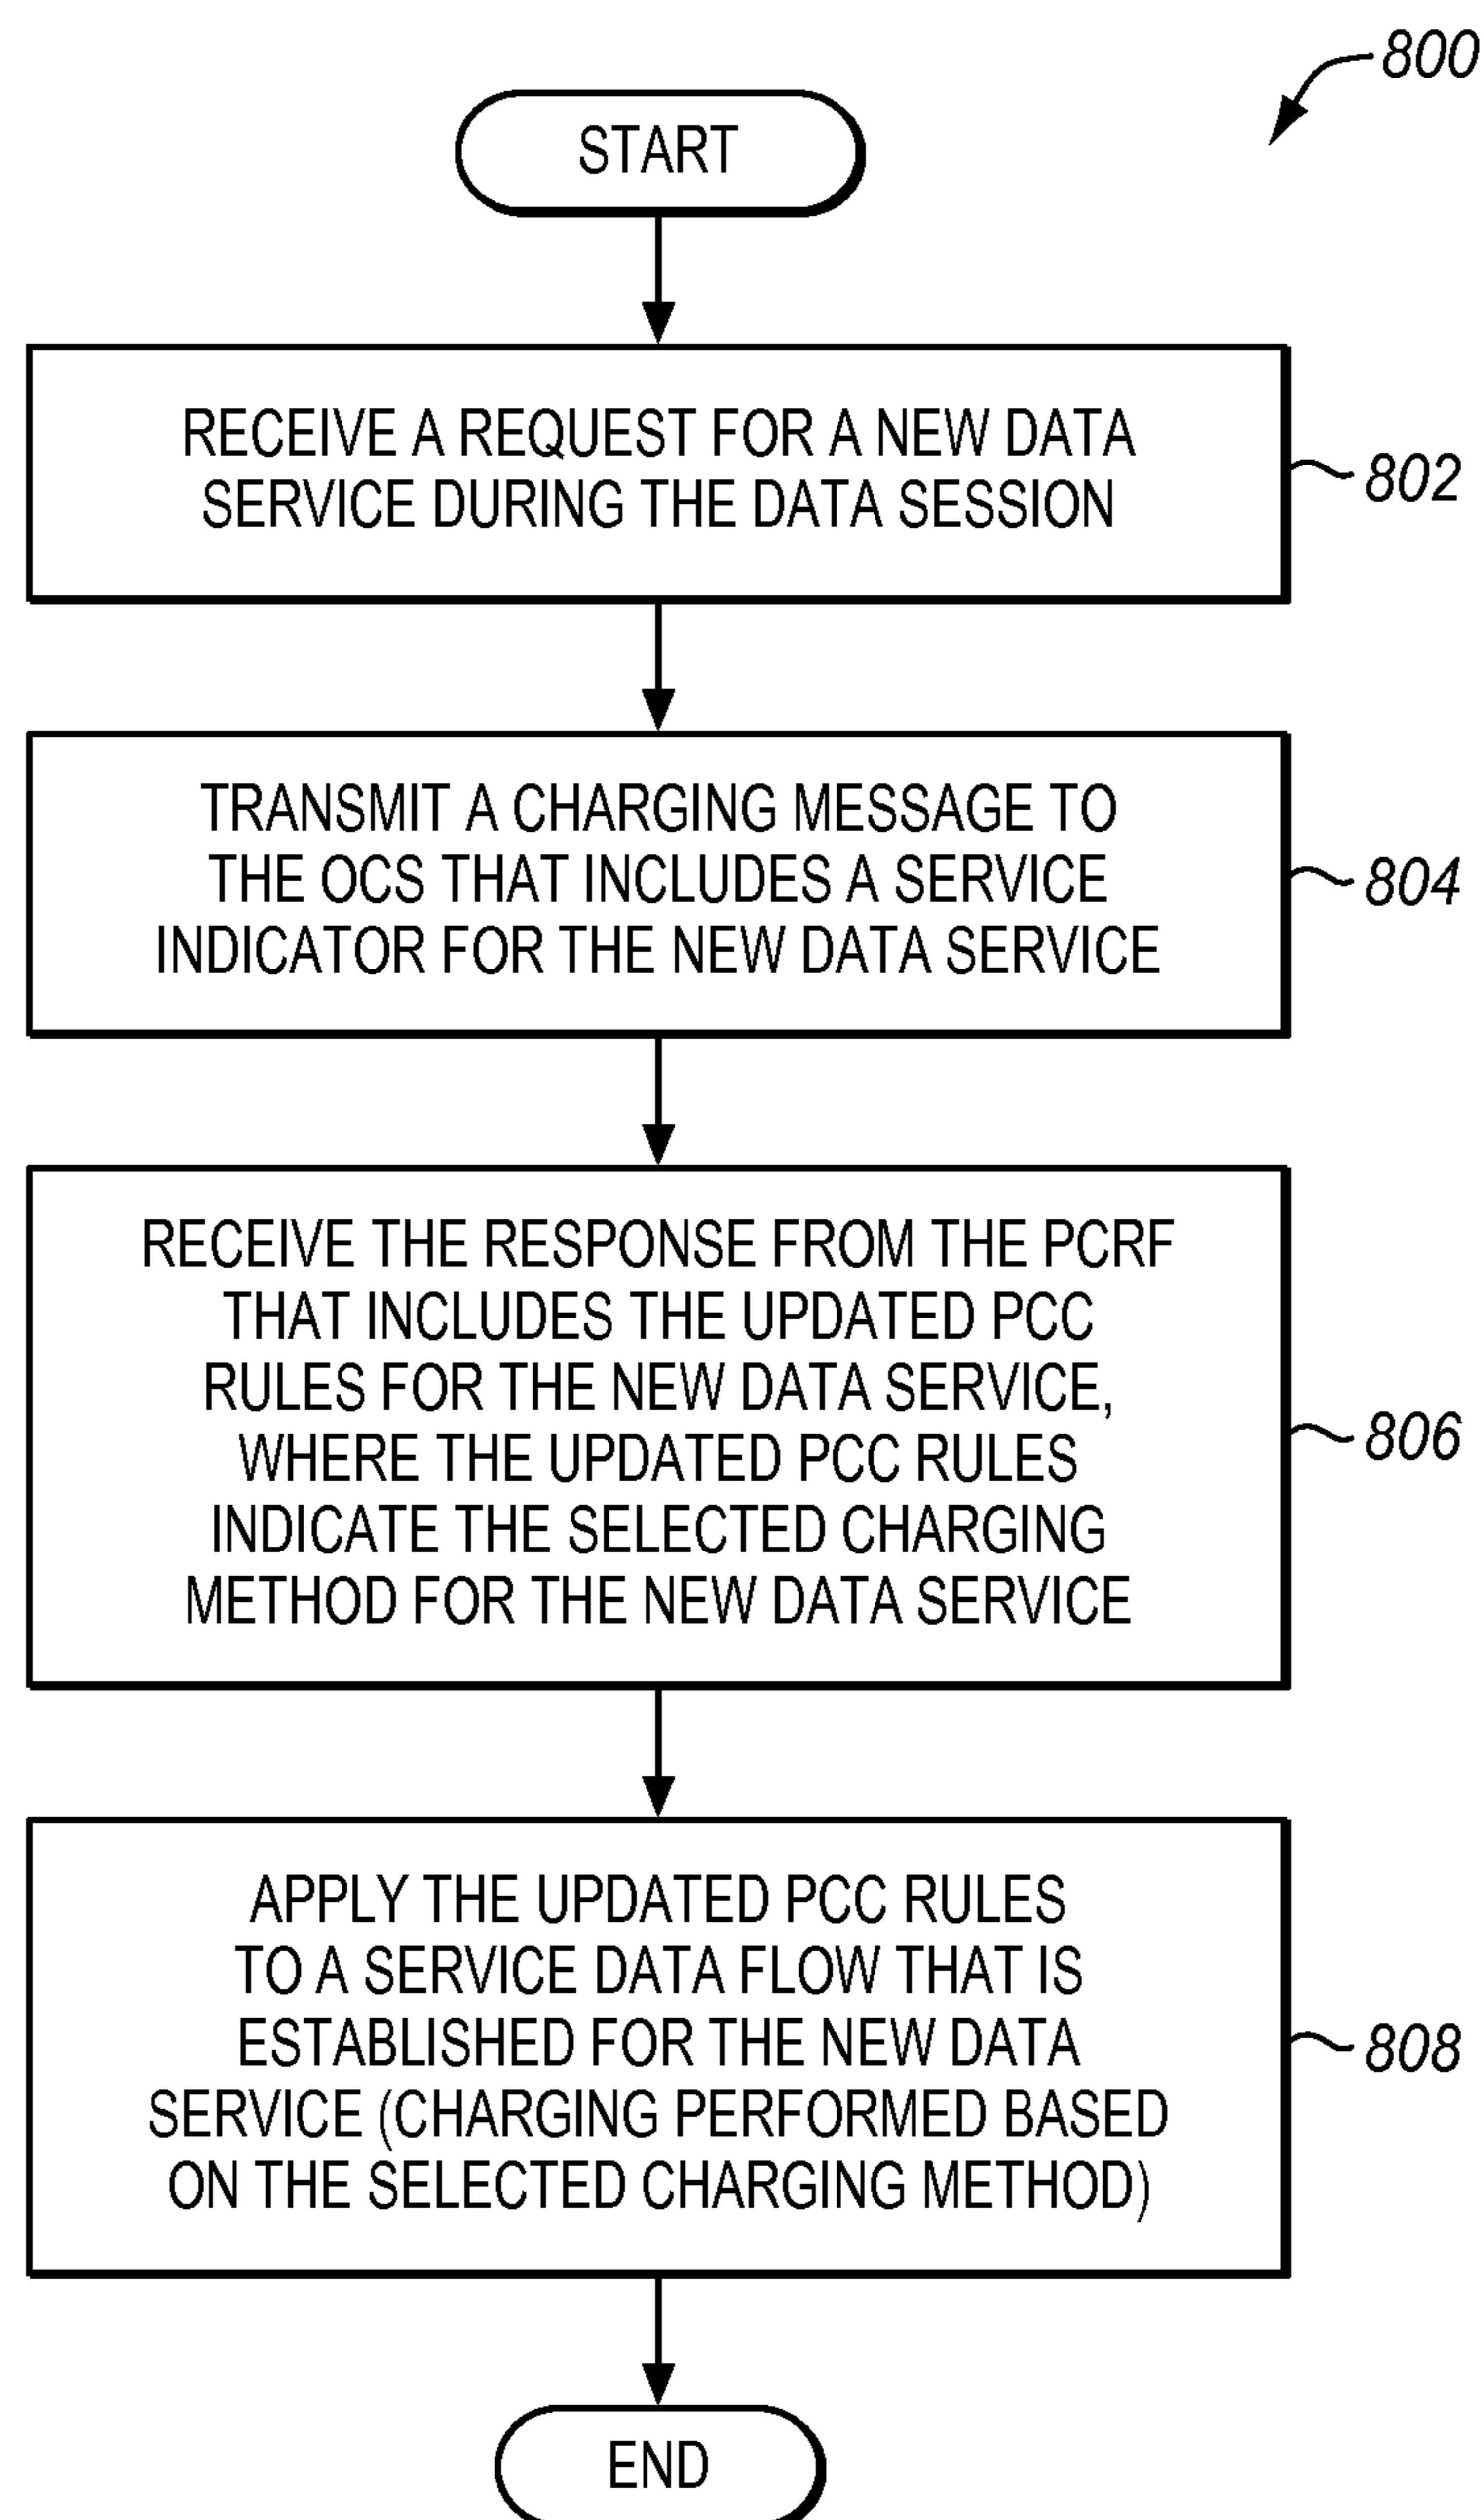 800
START
RECEIVE A REQUEST FOR A NEW DATA
SERVICE DURING THE DATA SESSION
802
TRANSMIT A CHARGING MESSAGE TO
THE OCS THAT INCLUDES A SERVICE
INDICATOR FOR THE NEW DATA SERVICE
804
RECEIVE THE RESPONSE FROM THE PCRF
THAT INCLUDES THE UPDATED PCC
RULES FOR THE NEW DATA SERVICE,
WHERE THE UPDATED PCC RULES
INDICATE THE SELECTED CHARGING
METHOD FOR THE NEW DATA SERVICE
806
APPLY THE UPDATED PCC RULES
TO A SERVICE DATA FLOW THAT IS
ESTABLISHED FOR THE NEW DATA
SERVICE (CHARGING PERFORMED BASED
ON THE SELECTED CHARGING METHOD)
808
END